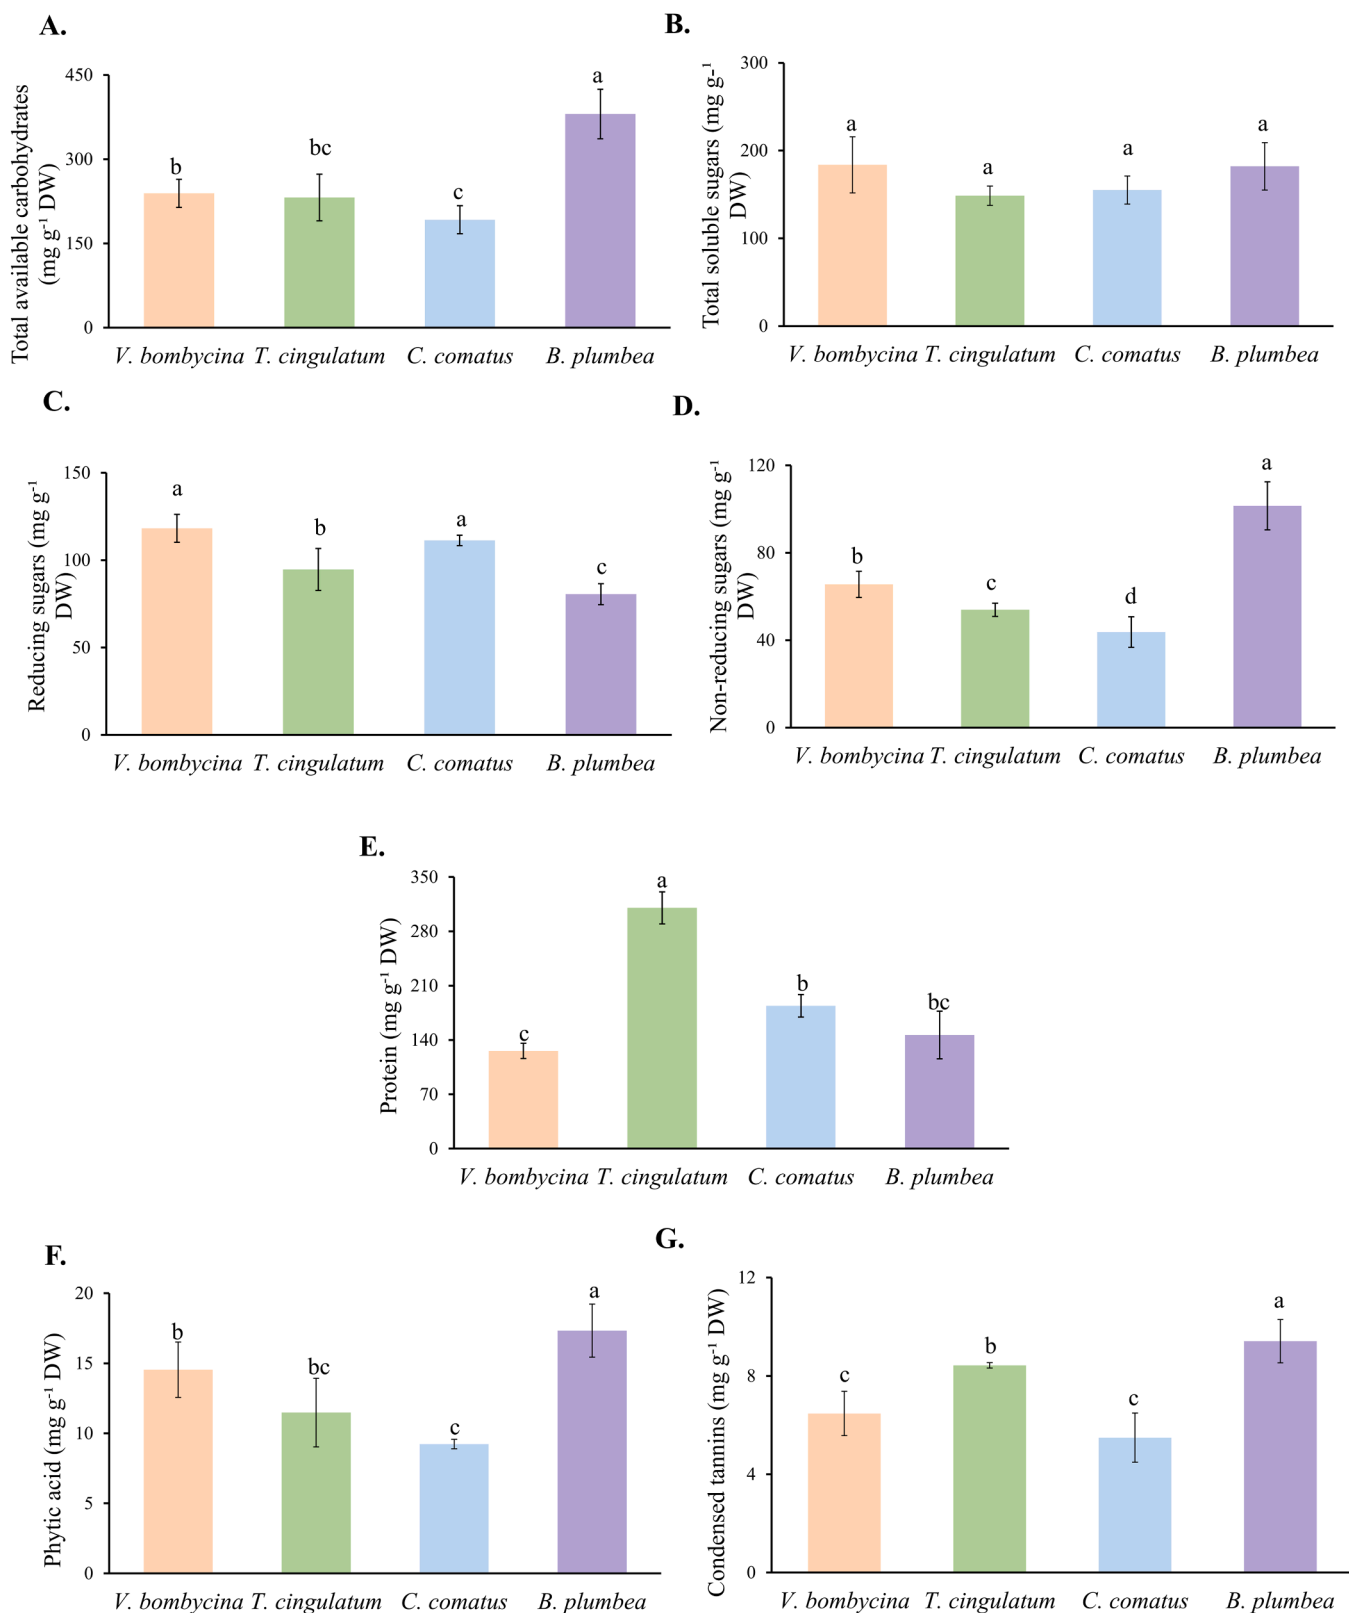 A.
Total available carbohydrates
(mg g⁻¹ DW)
450
300
150
0
b
bc
c
a
V. bombycina T. cingulatum C. comatus B. plumbea
B.
Total soluble sugars (mg g-¹
DW)
300
200
100
0
a
a
a
a
V. bombycina T. cingulatum C. comatus B. plumbea
C.
Reducing sugars (mg g⁻¹
DW)
150
100
50
0
a
b
a
c
V. bombycina T. cingulatum C. comatus B. plumbea
D.
Non-reducing sugars (mg g⁻¹
DW)
120
80
40
0
b
c
d
a
V. bombycina T. cingulatum C. comatus B. plumbea
E.
Protein (mg g⁻¹ DW)
350
280
210
140
70
0
c
a
b
bc
V. bombycina T. cingulatum C. comatus B. plumbea
F.
Phytic acid (mg g⁻¹ DW)
20
15
10
5
0
b
bc
c
a
V. bombycina T. cingulatum C. comatus B. plumbea
G.
Condensed tannins (mg g⁻¹ DW)
12
8
4
0
c
b
c
a
V. bombycina T. cingulatum C. comatus B. plumbea